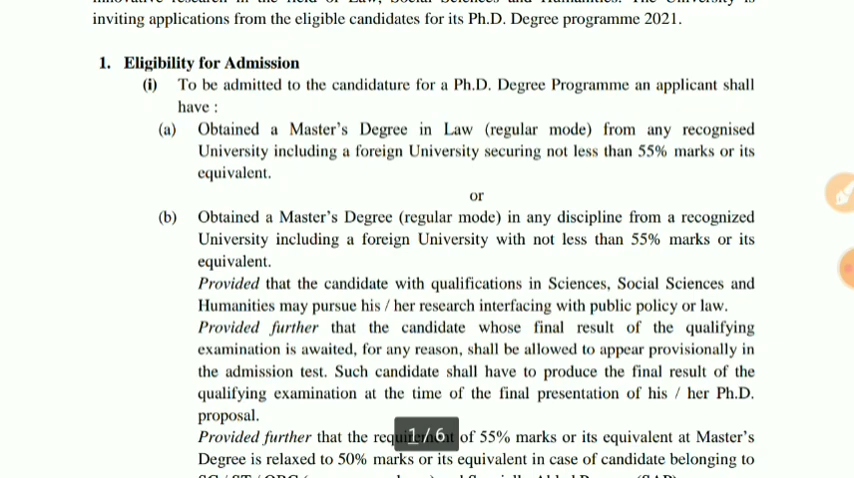 inviting applications from the eligible candidates for its Ph.D. Degree programme 2021.
1. Eligibility for Admission
(i) To be admitted to the candidature for a Ph.D. Degree Programme an applicant shall
have :
(a) Obtained a Master's Degree in Law (regular mode) from any recognised
University including a foreign University securing not less than 55% marks or its
equivalent.
or
(b) Obtained a Master's Degree (regular mode) in any discipline from a recognized
University including a foreign University with not less than 55% marks or its
equivalent.
Provided that the candidate with qualifications in Sciences, Social Sciences and
Humanities may pursue his / her research interfacing with public policy or law.
Provided further that the candidate whose final result of the qualifying
examination is awaited, for any reason, shall be allowed to appear provisionally in
the admission test. Such candidate shall have to produce the final result of the
qualifying examination at the time of the final presentation of his / her Ph.D.
proposal.
Provided further that the requirement of 55% marks or its equivalent at Master's
1 / 6
Degree is relaxed to 50% marks or its equivalent in case of candidate belonging to